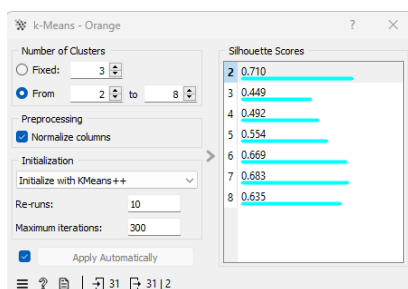 k-Means - Orange ? ×
Number of Clusters
Fixed: 3
From 2 to 8
Preprocessing
Normalize columns
Initialization
Initialize with KMeans++
Re-runs: 10
Maximum iterations: 300
Apply Automatically
? 31 31|2
Silhouette Scores
2 0.710
3 0.449
4 0.492
5 0.554
6 0.669
7 0.683
8 0.635